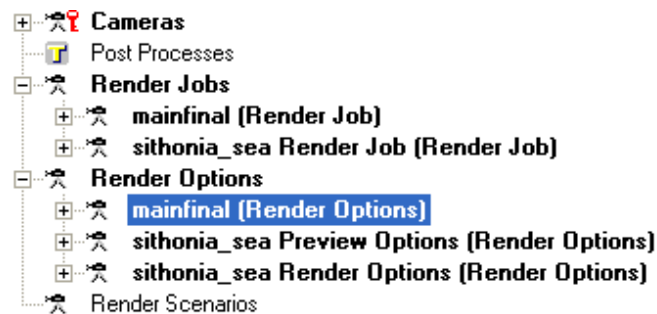 Cameras
Post Processes
Render Jobs
mainfinal (Render Job)
sithonia_sea Render Job (Render Job)
Render Options
mainfinal (Render Options)
sithonia_sea Preview Options (Render Options)
sithonia_sea Render Options (Render Options)
Render Scenarios